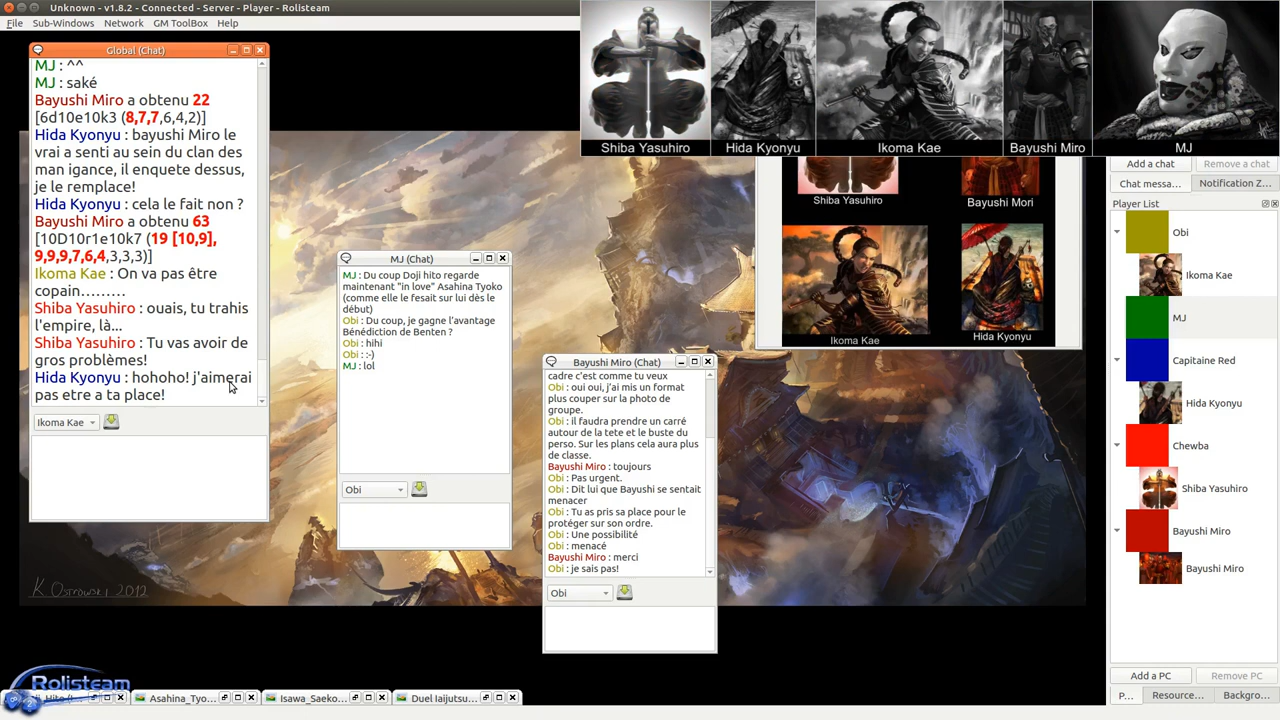 Unknown - v1.8.2 - Connected - Server - Player - Rolisteam
File Sub-Windows Network GM ToolBox Help
Global (Chat)
MJ : ^^
MJ : saké
Bayushi Miro a obtenu 22
[6d10e10k3 (8,7,7,6,4,2)]
Hida Kyonyu : bayushi Miro le
vrai a senti au sein du clan des
man igance, il enquete dessus,
je le remplace!
Hida Kyonyu : cela le fait non ?
Bayushi Miro a obtenu 63
[10D10r1e10k7 (19 [10,9],
9,9,9,7,6,4,3,3,3)]
Ikoma Kae : On va pas être
copain.........
Shiba Yasuhiro : ouais, tu trahis
l'empire, là...
Shiba Yasuhiro : Tu vas avoir de
gros problèmes!
Hida Kyonyu : hohoho! j'aimerai
pas etre a ta place!
Ikoma Kae
MJ (Chat)
MJ : Du coup Doji hito regarde
maintenant "in love" Asahina Tyoko
(comme elle le fesait sur lui dès le
début)
Obi : Du coup, je gagne l'avantage
Bénédiction de Benten ?
Obi : hihi
Obi : :-)
MJ : lol
Obi
Bayushi Miro (Chat)
cadre c'est comme tu veux
Obi : oui oui, j'ai mis un format
plus couper sur la photo de
groupe.
Obi : il faudra prendre un carré
autour de la tete et le buste du
perso. Sur les plans cela aura plus
de classe.
Bayushi Miro : toujours
Obi : Pas urgent.
Obi : Dit lui que Bayushi se sentait
menacer
Obi : Tu as pris sa place pour le
protéger sur son ordre.
Obi : Une possibilité
Obi : menacé
Bayushi Miro : merci
Obi : je sais pas!
Obi
Shiba Yasuhiro Hida Kyonyu Ikoma Kae Bayushi Miro MJ
Shiba Yasuhiro Bayushi Mori
Ikoma Kae Hida Kyonyu
Add a chat Remove a chat
Chat messa... Notification Z...
Player List
Obi
Ikoma Kae
MJ
Capitaine Red
Hida Kyonyu
Chewba
Shiba Yasuhiro
Bayushi Miro
Bayushi Miro
Add a PC Remove PC
P... Resource... Backgro...
K. Ostrowski 2012
Rolisteam
Asahina_Tyo... Isawa_Saeko... Duel Iaijutsu...